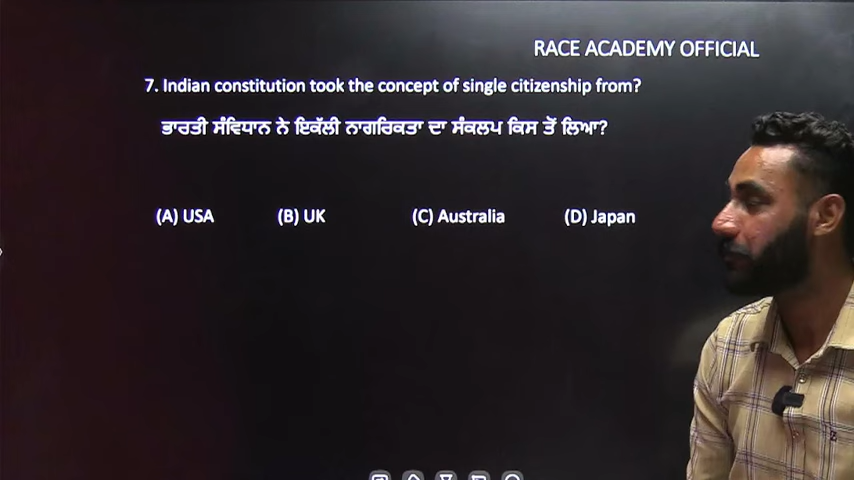 RACE ACADEMY OFFICIAL
7. Indian constitution took the concept of single citizenship from?
ਭਾਰਤੀ ਸੰਵਿਧਾਨ ਨੇ ਇਕੱਲੀ ਨਾਗਰਿਕਤਾ ਦਾ ਸੰਕਲਪ ਕਿਸ ਤੋਂ ਲਿਆ?
(A) USA (B) UK (C) Australia (D) Japan